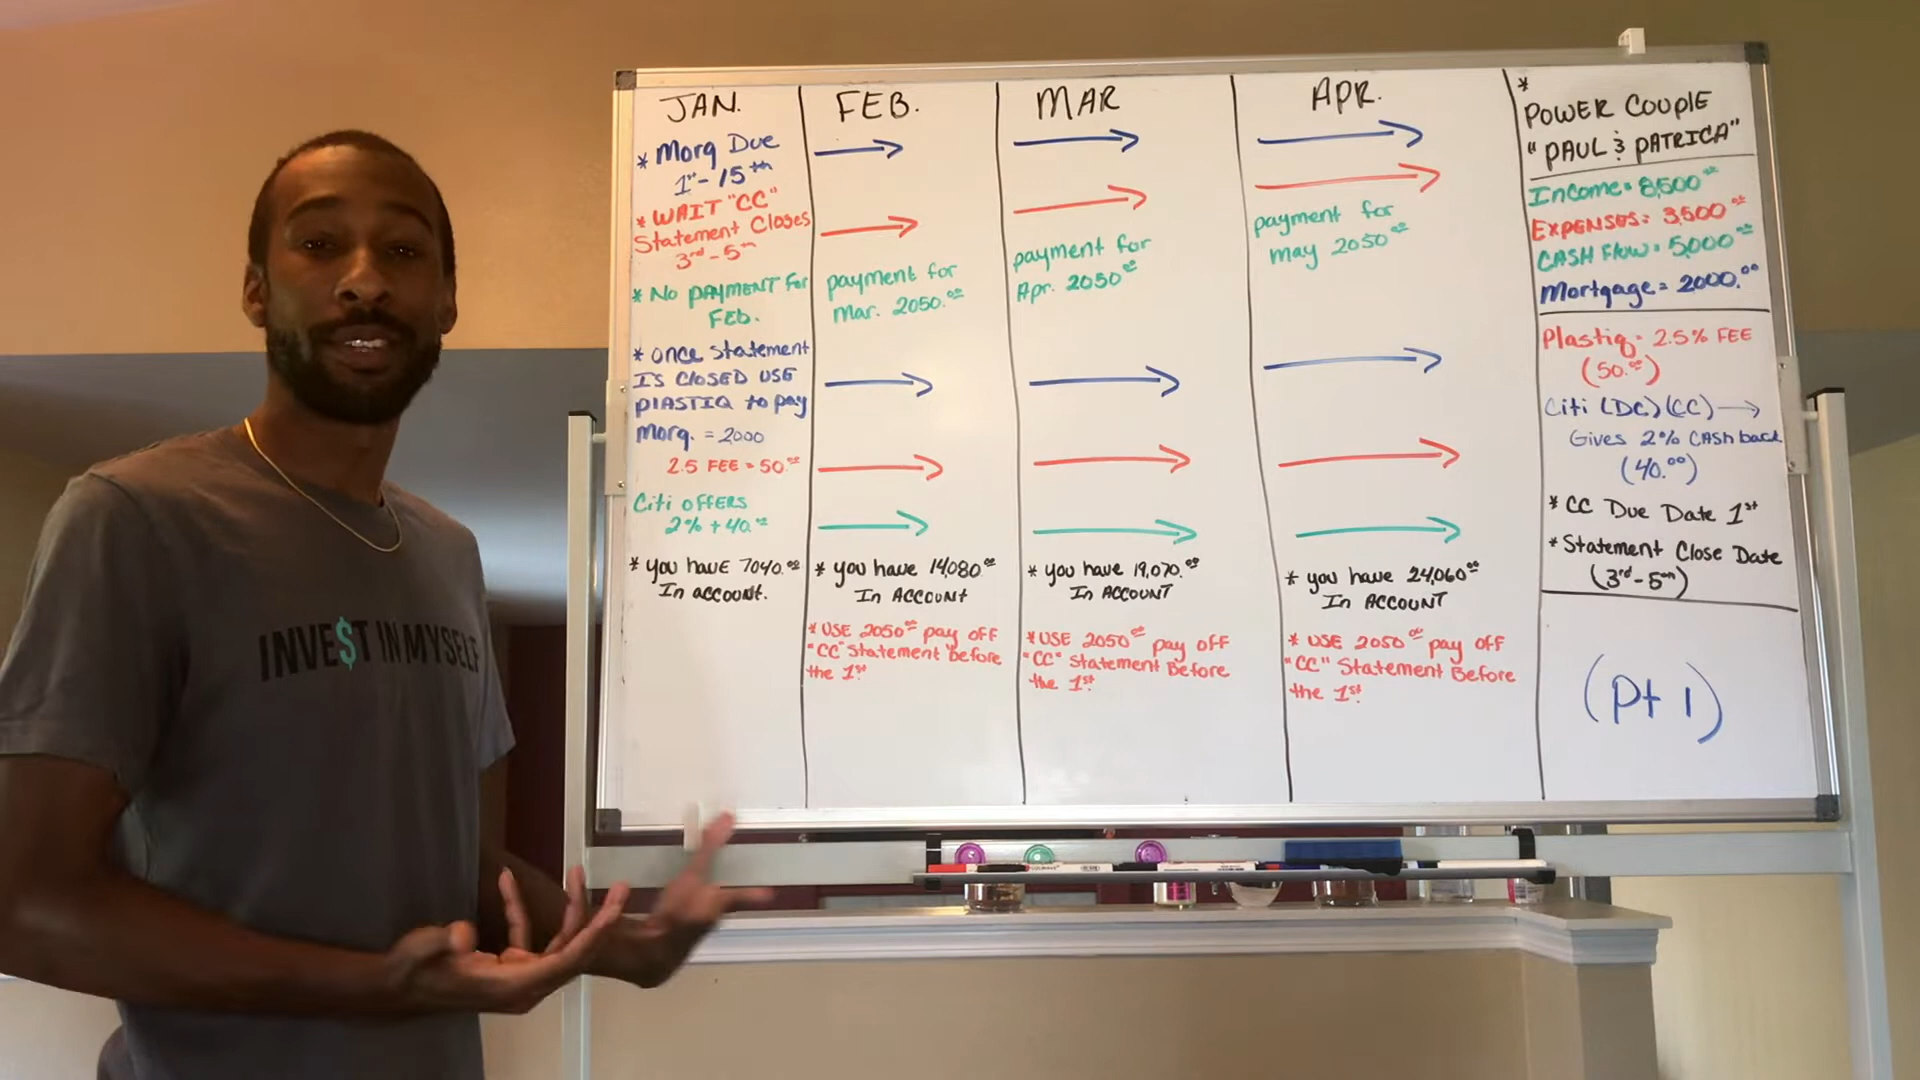 INVE$T IN MYSELF
JAN.
* Morg Due
1st - 15th
* WAIT "CC"
Statement Closes
3rd - 5th
* No PAYMENT For
FEB.
* Once Statement
IS CLOSED USE
PLASTIQ to pay
Morg. = 2000
2.5 FEE = 50.00
Citi OFFERS
2% + 40.00
* you HAVE 7040.00
In account.
FEB.
payment for
Mar. 2050.00
* you have 14,080.00
In Account
* USE 2050.00 pay off
"CC" Statement Before
the 1st
MAR
payment for
Apr. 2050.00
* you have 19,070.00
In ACCOUNT
* USE 2050.00 pay off
"CC" Statement Before
the 1st
APR.
payment for
may 2050.00
* you have 24,060.00
In ACCOUNT
* USE 2050.00 pay off
"CC" Statement Before
the 1st
*
POWER COUPLE
"PAUL & PATRICA"
Income = 8,500.00
EXPENSES: 3,500.00
CASH Flow = 5,000.00
Mortgage = 2000.00
Plastiq = 2.5% FEE
(50.00)
Citi (DC) (CC) →
Gives 2% CAsh back
(40.00)
* CC Due Date 1st
* Statement Close Date
(3rd - 5th)
(Pt 1)